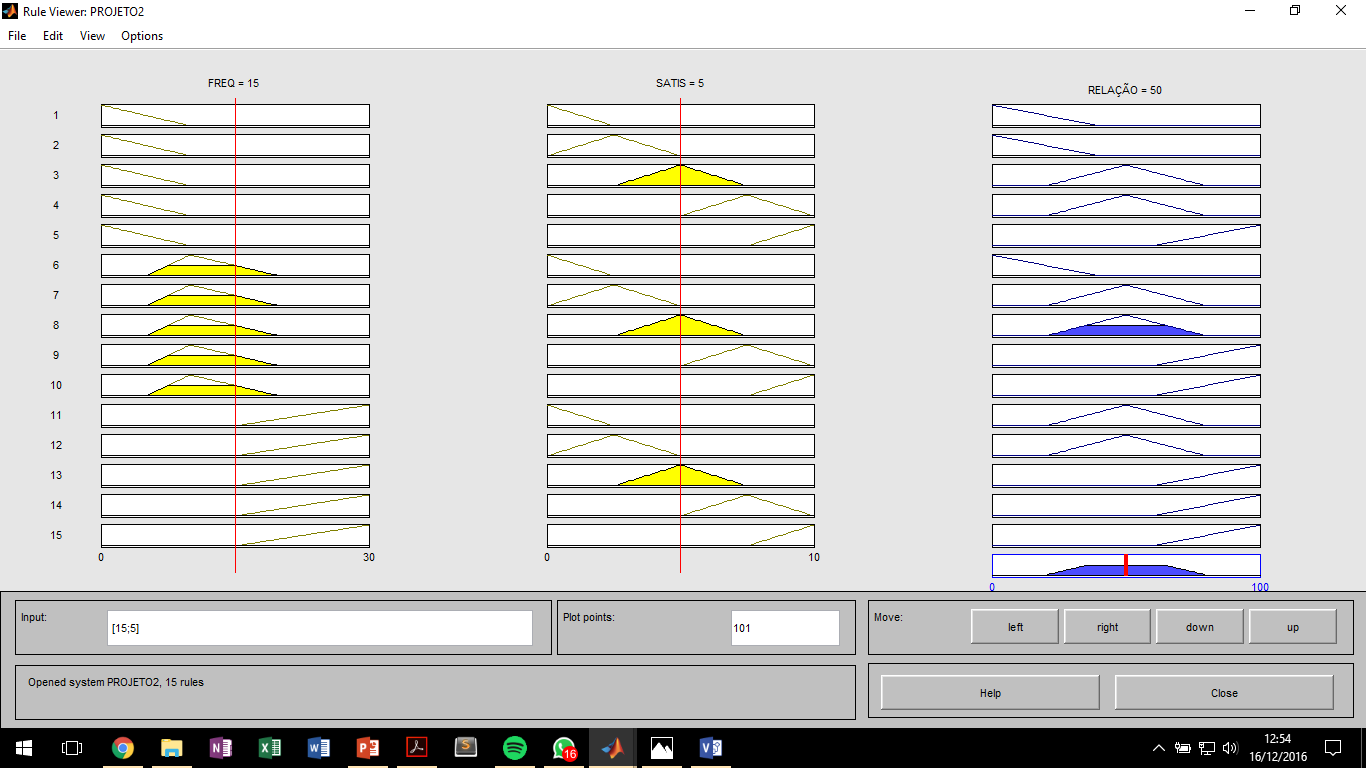 Rule Viewer: PROJETO2
File Edit View Options
FREQ = 15
SATIS = 5
RELAÇÃO = 50
1
2
3
4
5
6
7
8
9
10
11
12
13
14
15
0 30
0 10
0 100
Input:
[15;5]
Plot points:
101
Move:
left
right
down
up
Opened system PROJETO2, 15 rules
Help
Close
16
12:54
16/12/2016